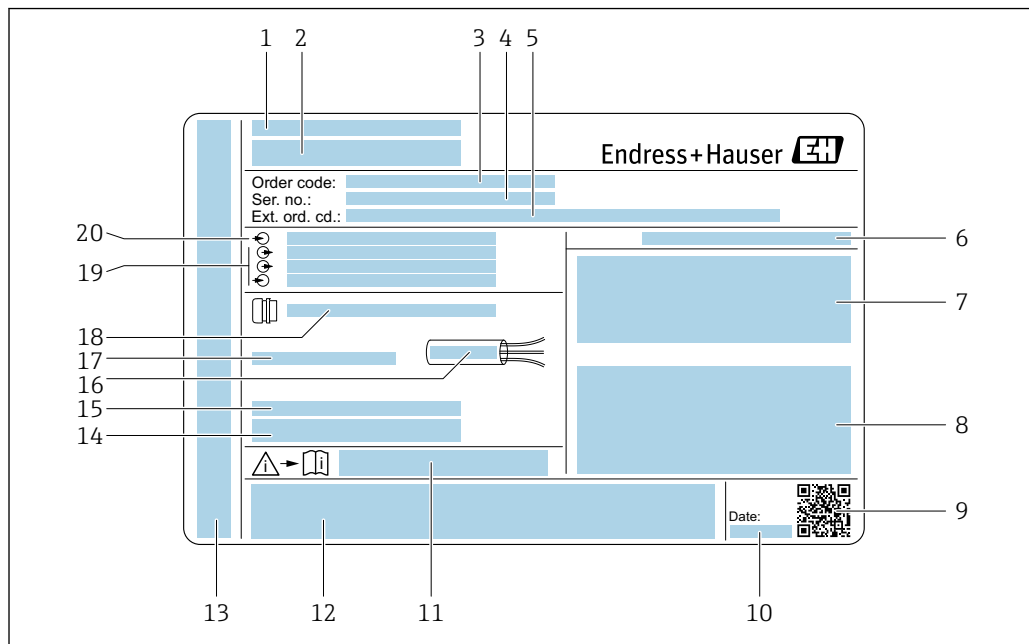 1 2 3 4 5
Endress+Hauser EH
Order code:
Ser. no.:
Ext. ord. cd.:
20
6
19
7
18
17
16
15
14
8
i i
Date:
9
13 12 11 10